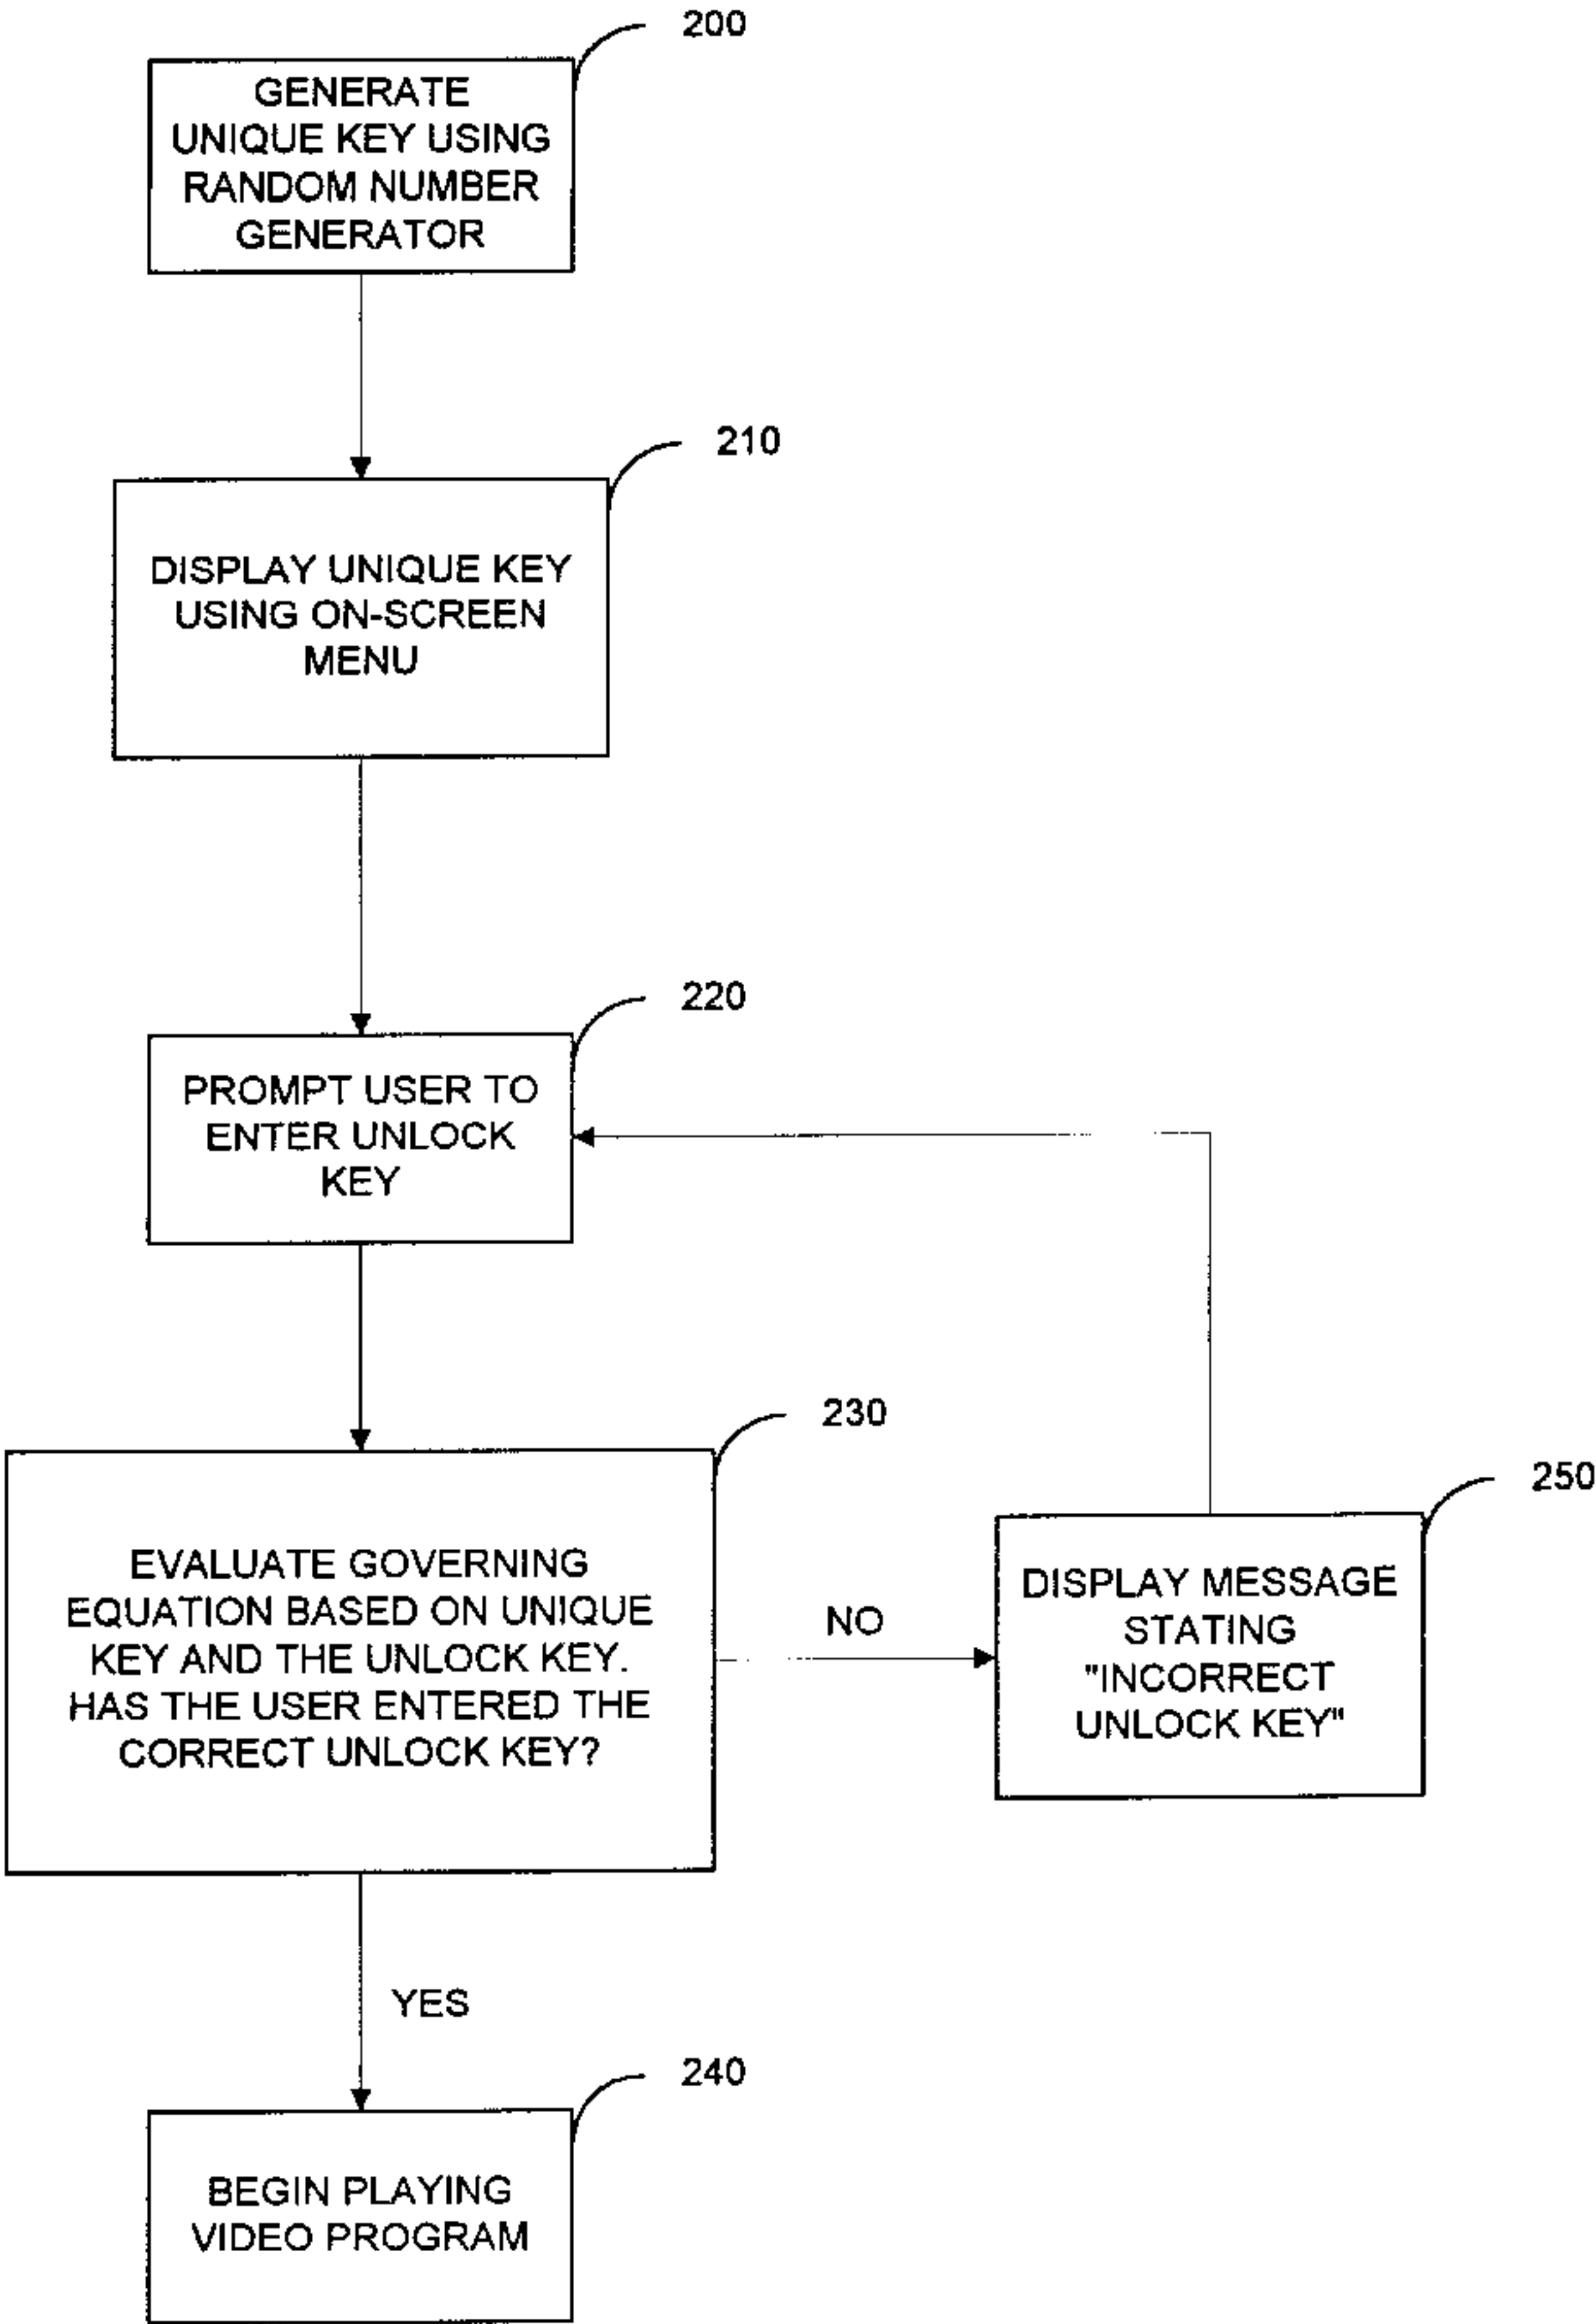 200
GENERATE
UNIQUE KEY USING
RANDOM NUMBER
GENERATOR
210
DISPLAY UNIQUE KEY
USING ON-SCREEN
MENU
220
PROMPT USER TO
ENTER UNLOCK
KEY
230
EVALUATE GOVERNING
EQUATION BASED ON UNIQUE
KEY AND THE UNLOCK KEY.
HAS THE USER ENTERED THE
CORRECT UNLOCK KEY?
NO
250
DISPLAY MESSAGE
STATING
"INCORRECT
UNLOCK KEY"
YES
240
BEGIN PLAYING
VIDEO PROGRAM